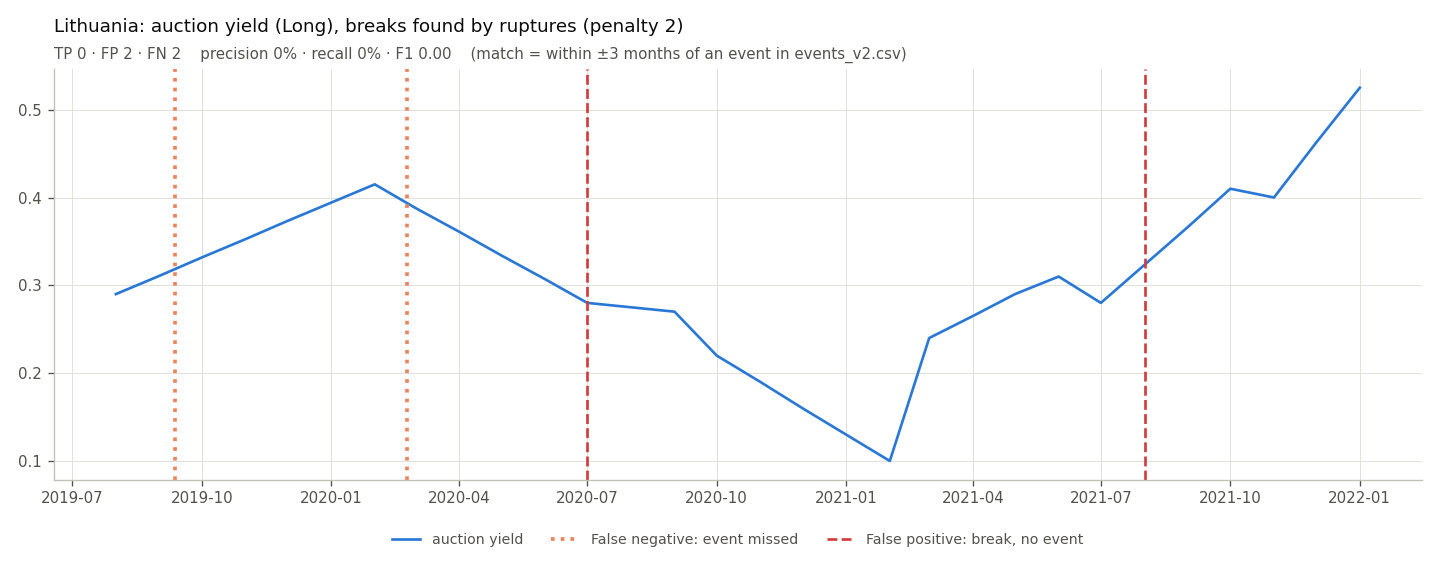 Lithuania: auction yield (Long), breaks found by ruptures (penalty 2)
TP 0 · FP 2 · FN 2    precision 0% · recall 0% · F1 0.00    (match = within ±3 months of an event in events_v2.csv)
0.5
0.4
0.3
0.2
0.1
2019-07 2019-10 2020-01 2020-04 2020-07 2020-10 2021-01 2021-04 2021-07 2021-10 2022-01
auction yield False negative: event missed False positive: break, no event